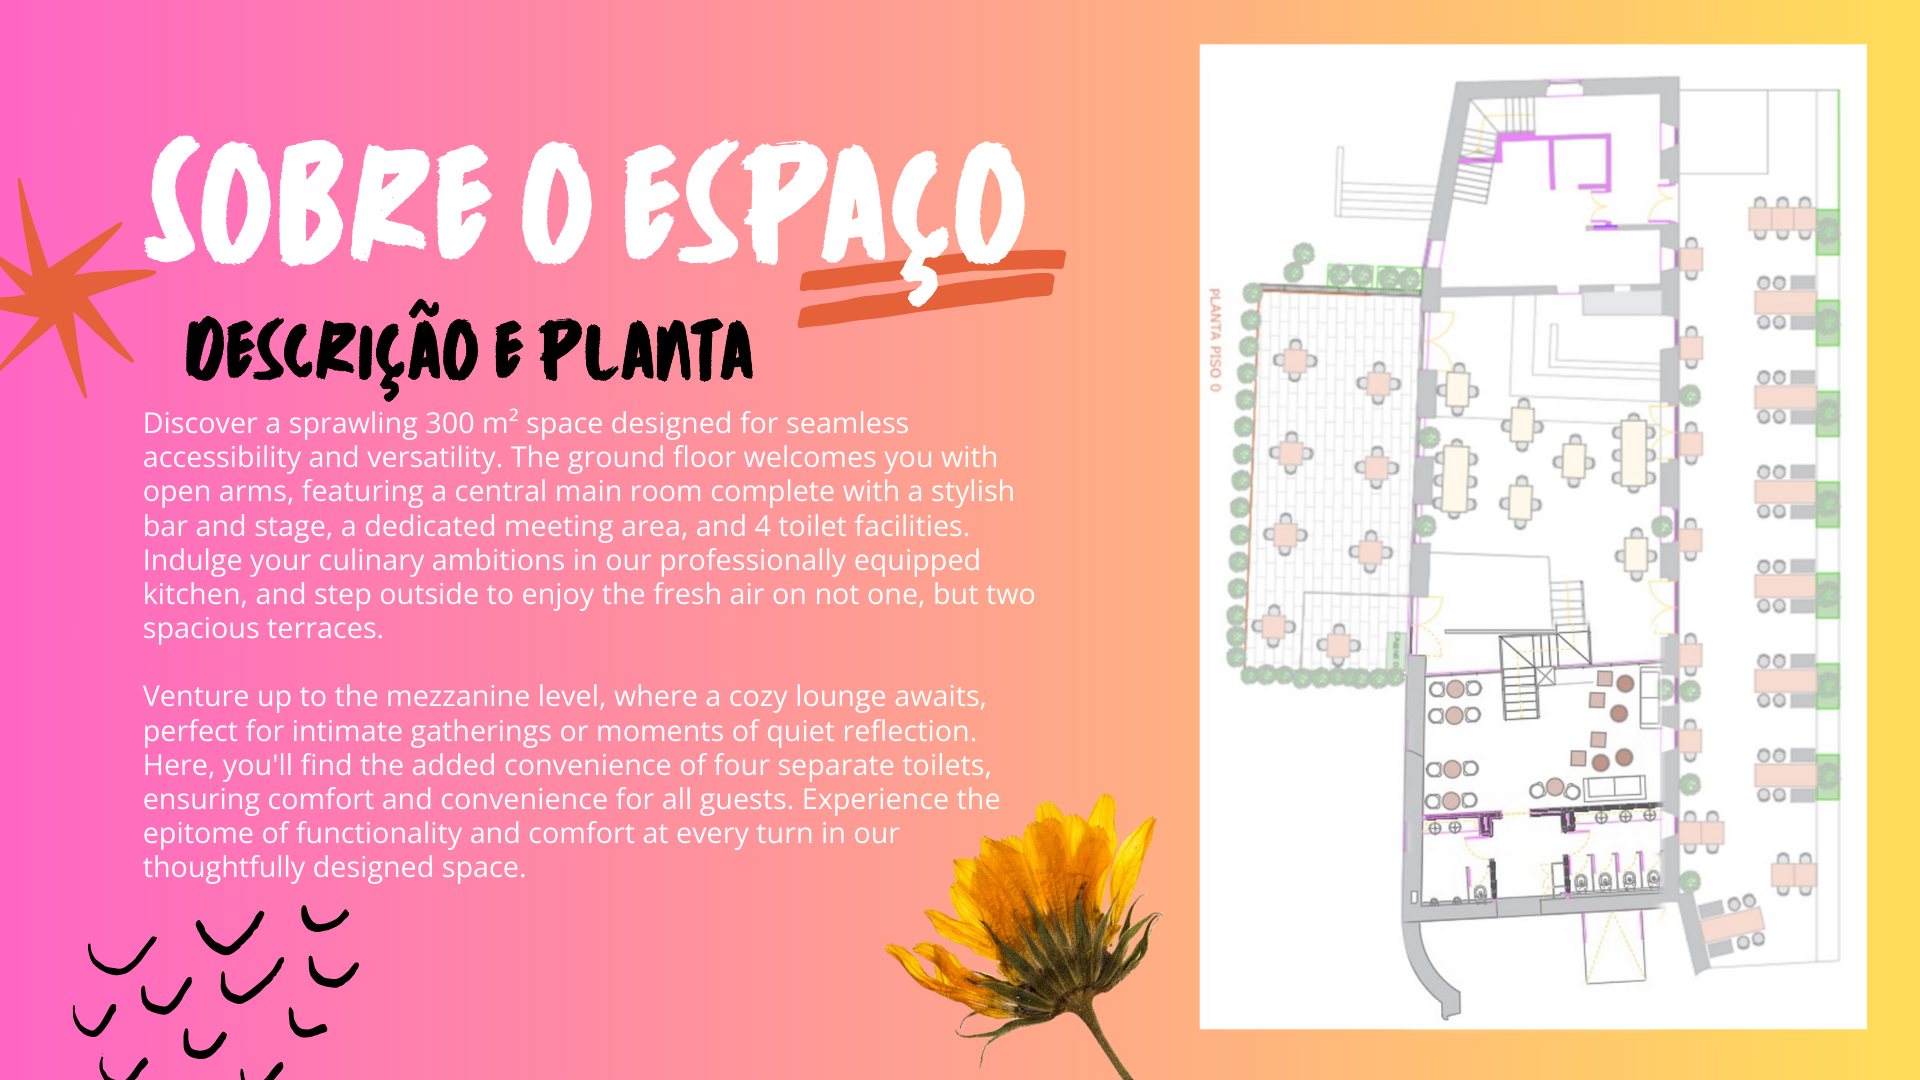 SOBRE O ESPAÇO
DESCRIÇÃO E PLANTA
Discover a sprawling 300 m² space designed for seamless
accessibility and versatility. The ground floor welcomes you with
open arms, featuring a central main room complete with a stylish
bar and stage, a dedicated meeting area, and 4 toilet facilities.
Indulge your culinary ambitions in our professionally equipped
kitchen, and step outside to enjoy the fresh air on not one, but two
spacious terraces.
Venture up to the mezzanine level, where a cozy lounge awaits,
perfect for intimate gatherings or moments of quiet reflection.
Here, you'll find the added convenience of four separate toilets,
ensuring comfort and convenience for all guests. Experience the
epitome of functionality and comfort at every turn in our
thoughtfully designed space.
PLANTA PISO 0